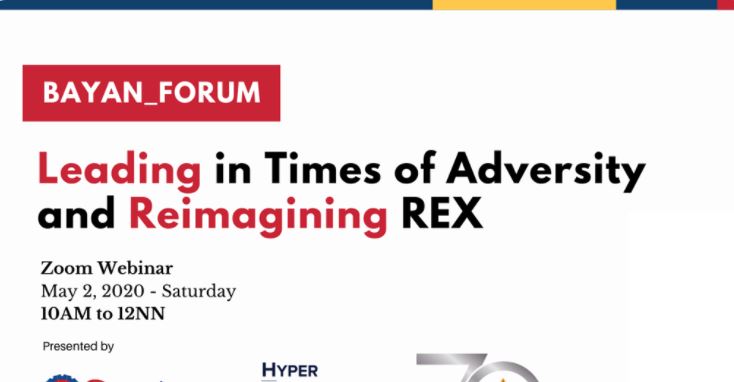 BAYAN_FORUM
Leading in Times of Adversity
and Reimagining REX
Zoom Webinar
May 2, 2020 - Saturday
10AM to 12NN
Presented by
HYPER
70